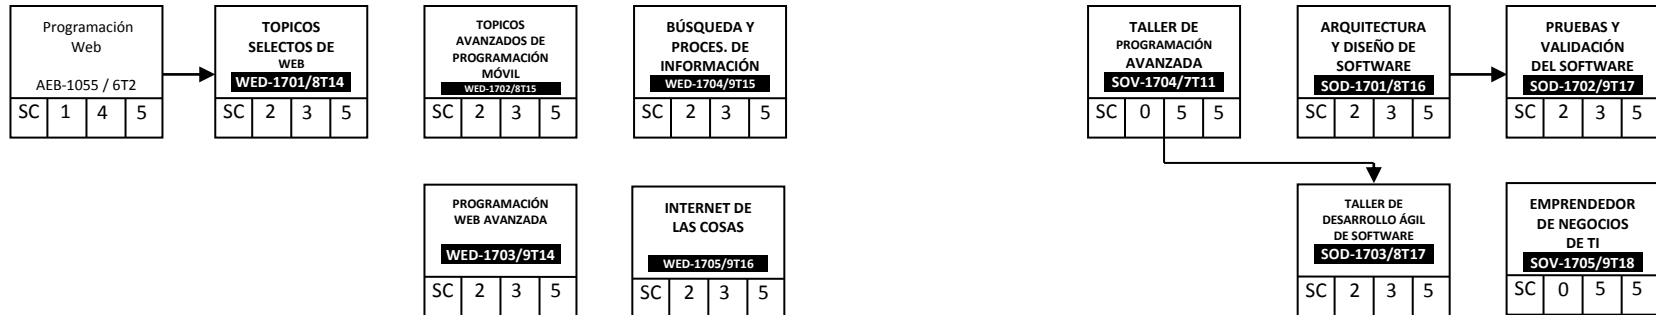 Programación
Web
AEB-1055 / 6T2
SC 1 4 5
TOPICOS
SELECTOS DE
WEB
WED-1701/8T14
SC 2 3 5
TOPICOS
AVANZADOS DE
PROGRAMACIÓN
MÓVIL
WED-1702/8T15
SC 2 3 5
BÚSQUEDA Y
PROCES. DE
INFORMACIÓN
WED-1704/9T15
SC 2 3 5
TALLER DE
PROGRAMACIÓN
AVANZADA
SOV-1704/7T11
SC 0 5 5
ARQUITECTURA
Y DISEÑO DE
SOFTWARE
SOD-1701/8T16
SC 2 3 5
PRUEBAS Y
VALIDACIÓN
DEL SOFTWARE
SOD-1702/9T17
SC 2 3 5
PROGRAMACIÓN
WEB AVANZADA
WED-1703/9T14
SC 2 3 5
INTERNET DE
LAS COSAS
WED-1705/9T16
SC 2 3 5
TALLER DE
DESARROLLO ÁGIL
DE SOFTWARE
SOD-1703/8T17
SC 2 3 5
EMPRENDEDOR
DE NEGOCIOS
DE TI
SOV-1705/9T18
SC 0 5 5